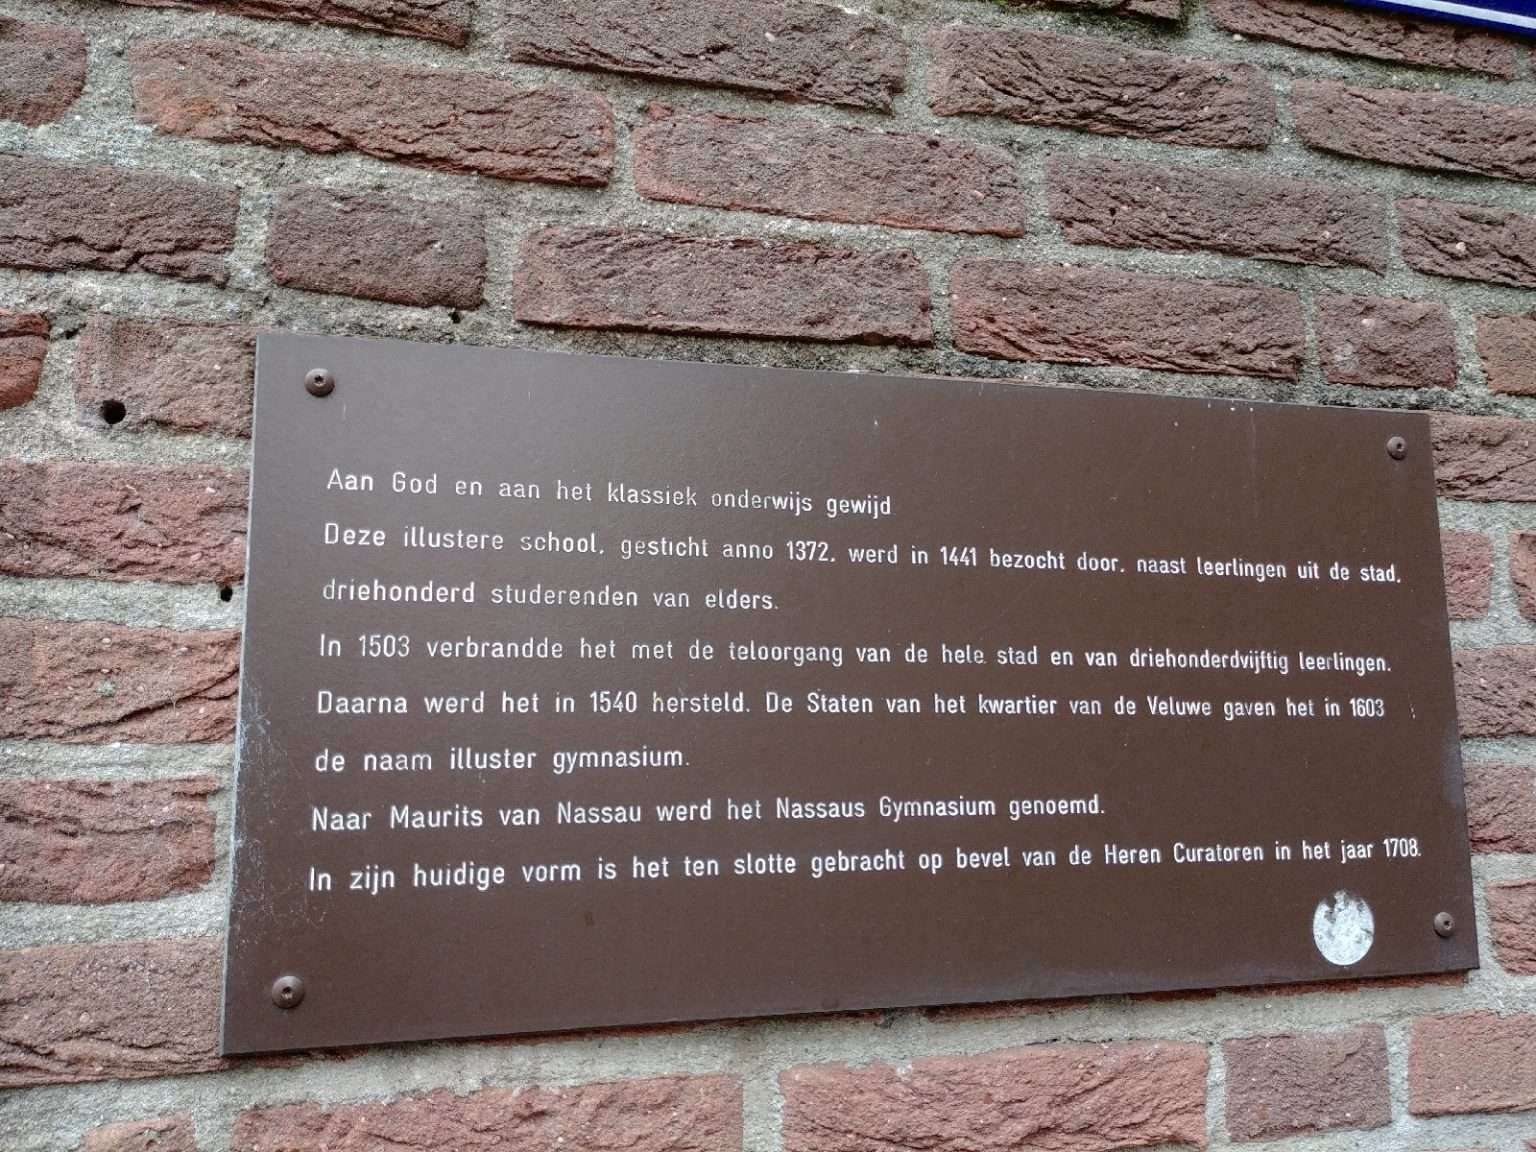 Aan God en aan het klassiek onderwijs gewijd
Deze illustere school, gesticht anno 1372, werd in 1441 bezocht door, naast leerlingen uit de stad,
driehonderd studerenden van elders.
In 1503 verbrandde het met de teloorgang van de hele stad en van driehonderdvijftig leerlingen.
Daarna werd het in 1540 hersteld. De Staten van het kwartier van de Veluwe gaven het in 1603
de naam illuster gymnasium.
Naar Maurits van Nassau werd het Nassaus Gymnasium genoemd.
In zijn huidige vorm is het ten slotte gebracht op bevel van de Heren Curatoren in het jaar 1708.